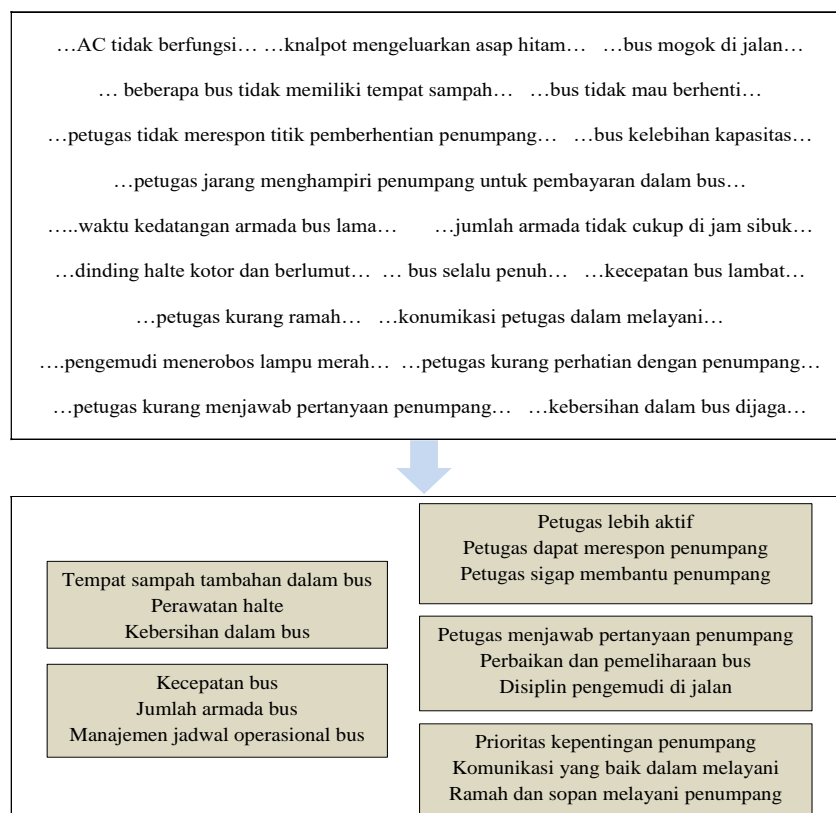 …AC tidak berfungsi… …knalpot mengeluarkan asap hitam… …bus mogok di jalan…
… beberapa bus tidak memiliki tempat sampah… …bus tidak mau berhenti…
…petugas tidak merespon titik pemberhentian penumpang… …bus kelebihan kapasitas…
…petugas jarang menghampiri penumpang untuk pembayaran dalam bus…
…..waktu kedatangan armada bus lama… …jumlah armada tidak cukup di jam sibuk…
…dinding halte kotor dan berlumut… … bus selalu penuh… …kecepatan bus lambat…
…petugas kurang ramah… …konumikasi petugas dalam melayani…
….pengemudi menerobos lampu merah… …petugas kurang perhatian dengan penumpang…
…petugas kurang menjawab pertanyaan penumpang… …kebersihan dalam bus dijaga…
Tempat sampah tambahan dalam bus
Perawatan halte
Kebersihan dalam bus
Kecepatan bus
Jumlah armada bus
Manajemen jadwal operasional bus
Petugas lebih aktif
Petugas dapat merespon penumpang
Petugas sigap membantu penumpang
Petugas menjawab pertanyaan penumpang
Perbaikan dan pemeliharaan bus
Disiplin pengemudi di jalan
Prioritas kepentingan penumpang
Komunikasi yang baik dalam melayani
Ramah dan sopan melayani penumpang